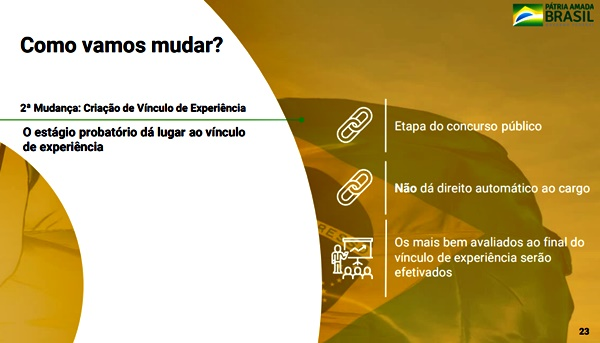 PÁTRIA AMADA
BRASIL
Como vamos mudar?
2ª Mudança: Criação de Vínculo de Experiência
O estágio probatório dá lugar ao vínculo
de experiência
Etapa do concurso público
Não dá direito automático ao cargo
Os mais bem avaliados ao final do
vínculo de experiência serão
efetivados
23